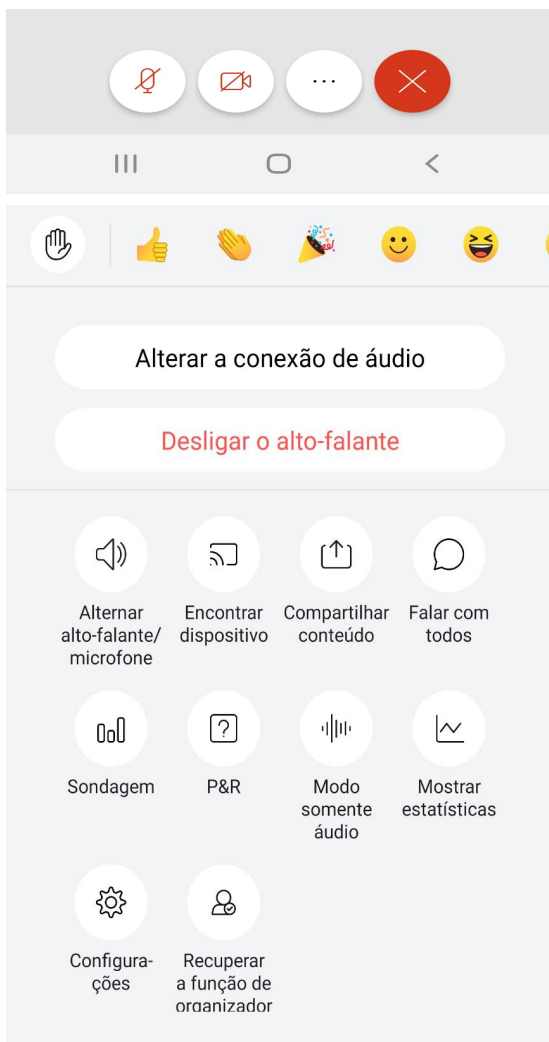 Alterar a conexão de áudio
Desligar o alto-falante
Alternar
alto-falante/
microfone
Encontrar
dispositivo
Compartilhar
conteúdo
Falar com
todos
Sondagem
P&R
Modo
somente
áudio
Mostrar
estatísticas
Configura-
ções
Recuperar
a função de
organizador